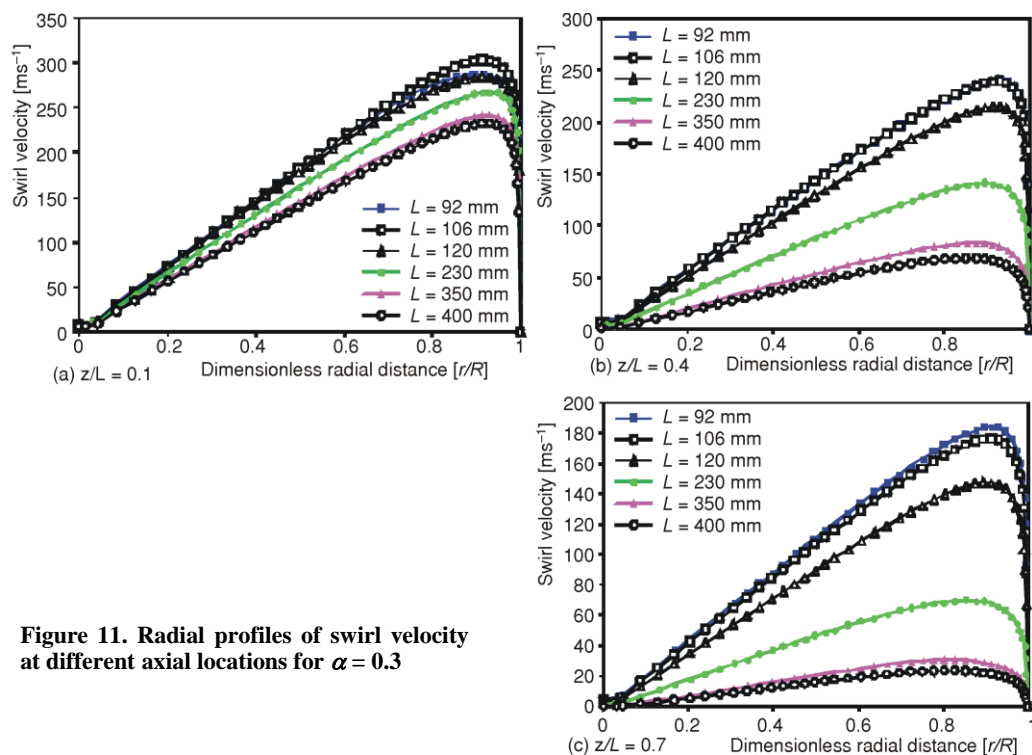 350
300
250
200
150
100
50
0
Swirl velocity [ms⁻¹]
L = 92 mm
L = 106 mm
L = 120 mm
L = 230 mm
L = 350 mm
L = 400 mm
0 0.2 0.4 0.6 0.8 1
(a) z/L = 0.1 Dimensionless radial distance [r/R]
300
250
200
150
100
50
0
Swirl velocity [ms⁻¹]
L = 92 mm
L = 106 mm
L = 120 mm
L = 230 mm
L = 350 mm
L = 400 mm
0 0.2 0.4 0.6 0.8 1
(b) z/L = 0.4 Dimensionless radial distance [r/R]
200
180
160
140
120
100
80
60
40
20
0
Swirl velocity [ms⁻¹]
L = 92 mm
L = 106 mm
L = 120 mm
L = 230 mm
L = 350 mm
L = 400 mm
0 0.2 0.4 0.6 0.8 1
(c) z/L = 0.7 Dimensionless radial distance [r/R]
Figure 11. Radial profiles of swirl velocity
at different axial locations for α = 0.3